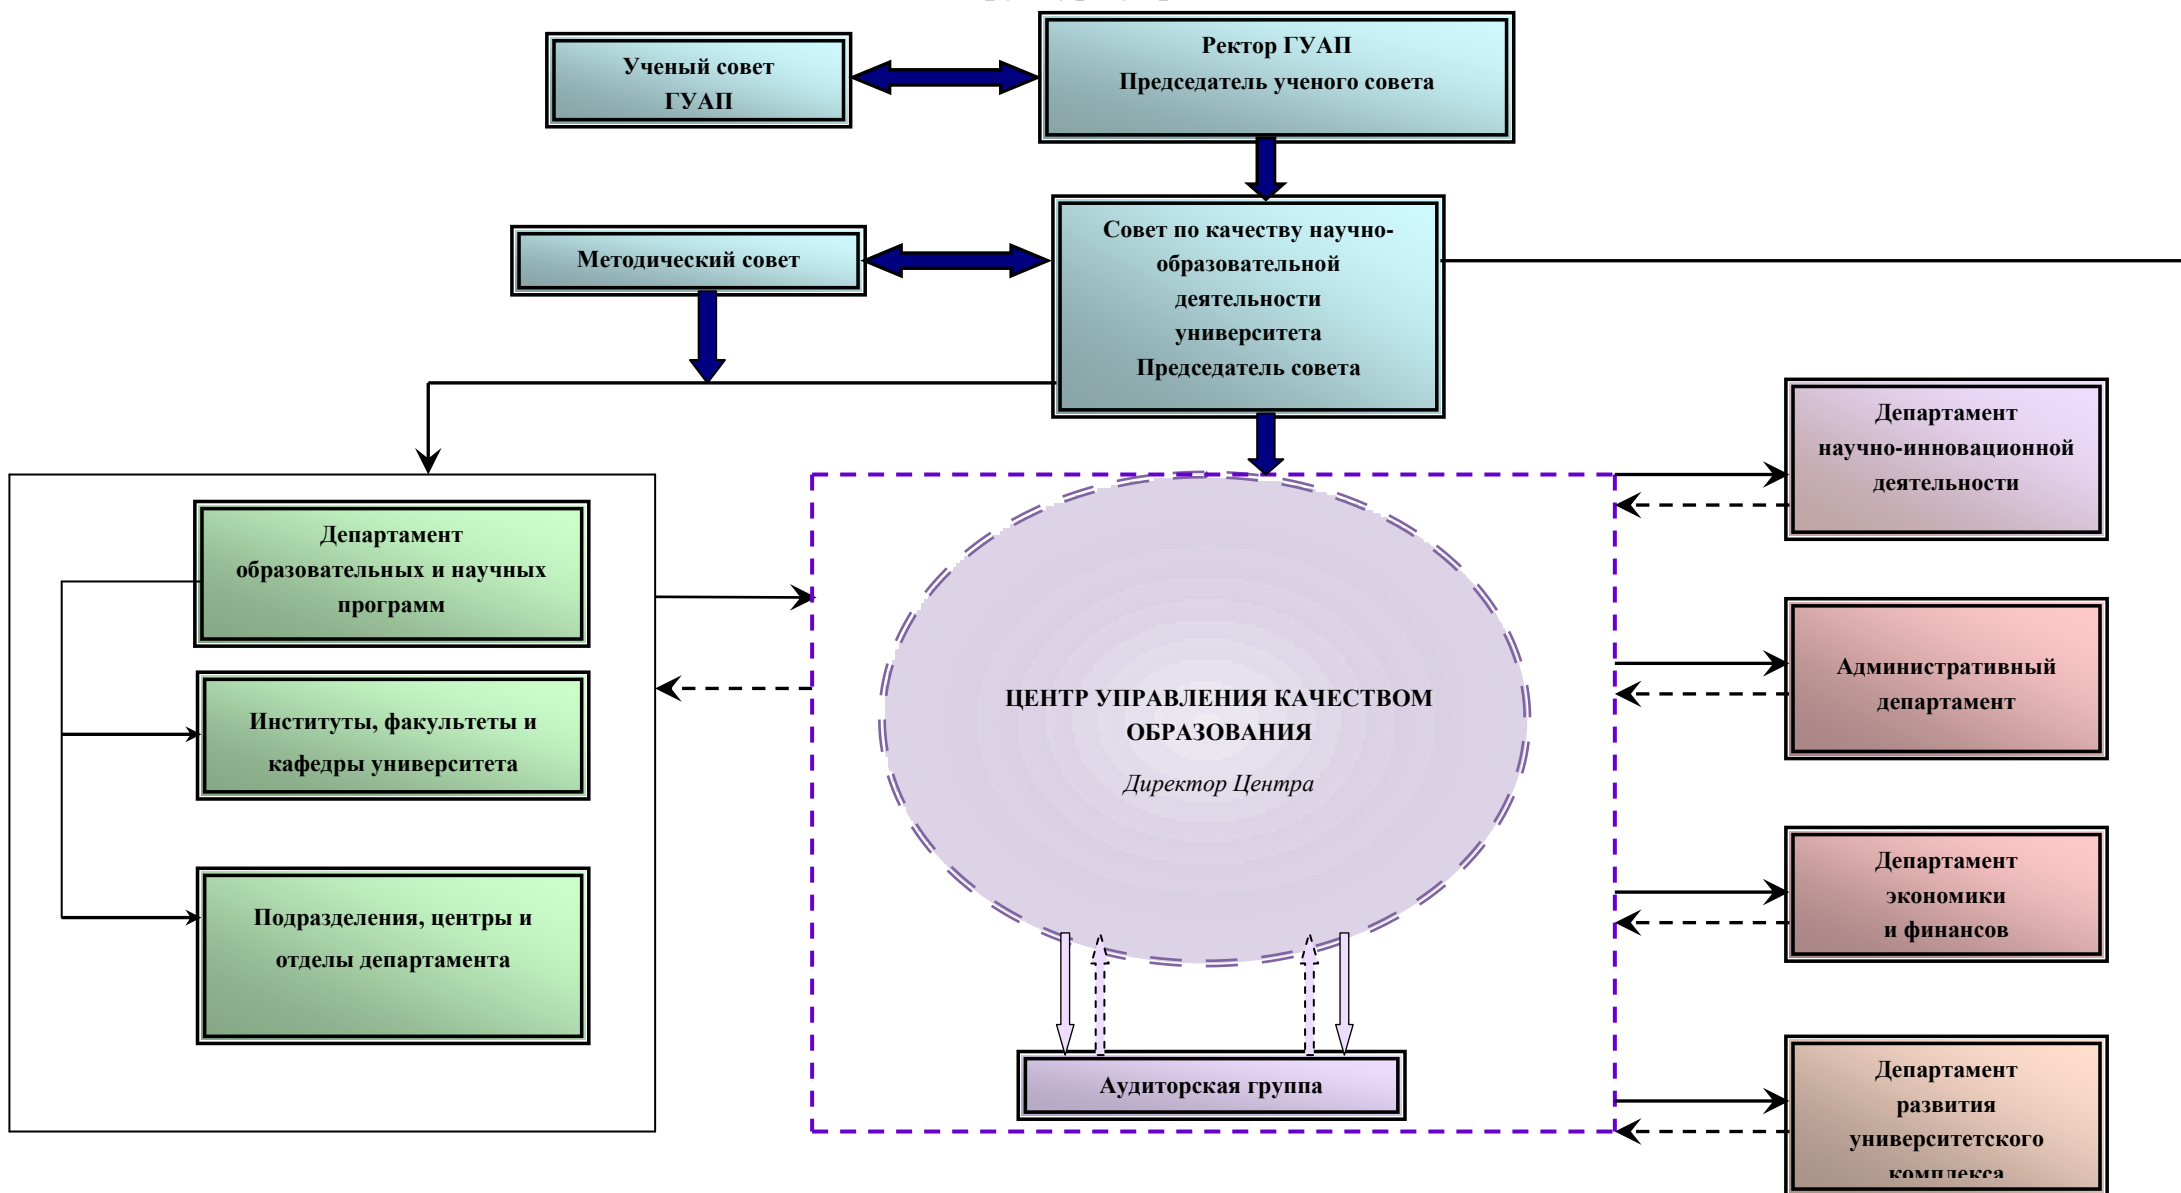 Ученый совет
ГУАП
Ректор ГУАП
Председатель ученого совета
Методический совет
Совет по качеству научно-
образовательной
деятельности
университета
Председатель совета
Департамент
образовательных и научных
программ
Институты, факультеты и
кафедры университета
Подразделения, центры и
отделы департамента
ЦЕНТР УПРАВЛЕНИЯ КАЧЕСТВОМ
ОБРАЗОВАНИЯ
Директор Центра
Аудиторская группа
Департамент
научно-инновационной
деятельности
Административный
департамент
Департамент
экономики
и финансов
Департамент
развития
университетского
комплекса